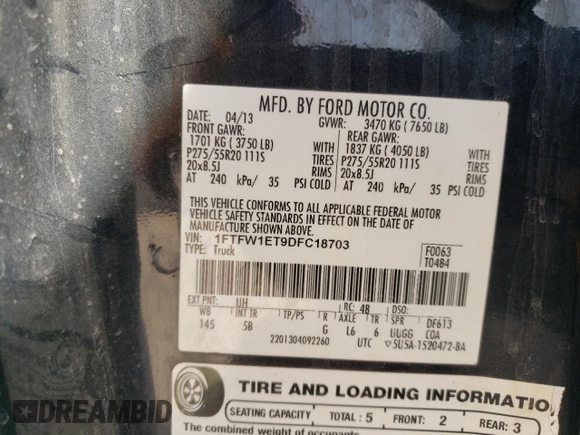 MFD. BY FORD MOTOR CO.
DATE: 04/13 GVWR: 3470 KG ( 7650 LB)
FRONT GAWR: REAR GAWR:
1701 KG ( 3750 LB) WITH 1837 KG ( 4050 LB) WITH
P275/55R20 111S TIRES P275/55R20 111S TIRES
20x8.5J RIMS 20x8.5J RIMS
AT 240 kPa/ 35 PSI COLD AT 240 kPa/ 35 PSI COLD
THIS VEHICLE CONFORMS TO ALL APPLICABLE FEDERAL MOTOR
VEHICLE SAFETY STANDARDS IN EFFECT ON THE DATE OF
MANUFACTURE SHOWN ABOVE.
VIN: 1FTFW1ET9DFC18703 F0063
TYPE: Truck T0484
EXT PNT: UH RC: 48 DSO:
WB INT TR TP/PS R AXLE TR SPR DF613
145 5B G L6 6 UUGG COA
2201304092260 UTC 5U5A-1520472-BA
TIRE AND LOADING INFORMATIO
SEATING CAPACITY TOTAL: 5 FRONT: 2 REAR: 3
The combined weight of occupants
DREAMBID